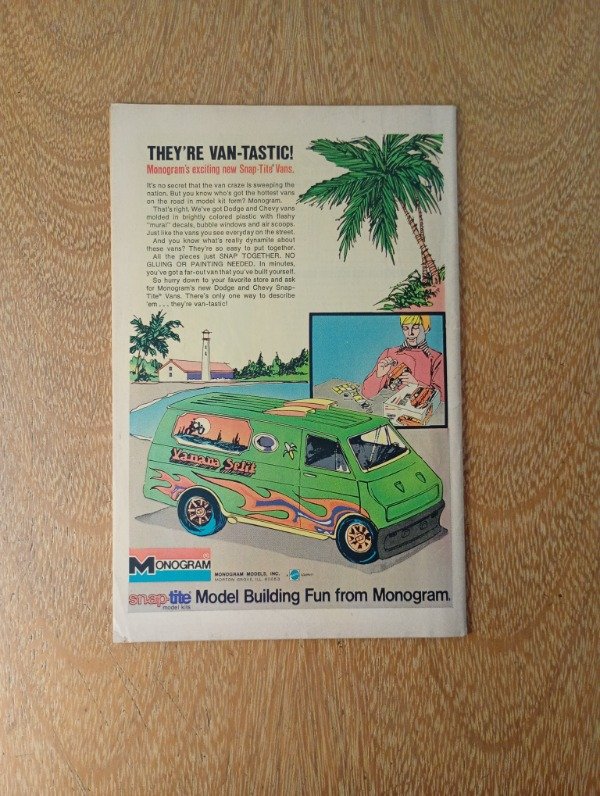 THEY'RE VAN-TASTIC!
Monogram's exciting new Snap-Tite® Vans.
It's no secret that the van craze is sweeping the
nation. But you know who's got the hottest vans
on the road in model kit form? Monogram.
That's right. We've got Dodge and Chevy vans
molded in brightly colored plastic with flashy
"mural" decals, bubble windows and air scoops.
Just like the vans you see everyday on the street.
And you know what's really dynamite about
these vans? They're so easy to put together.
All the pieces just SNAP TOGETHER. NO
GLUING OR PAINTING NEEDED. In minutes,
you've got a far-out van that you've built yourself.
So hurry down to your favorite store and ask
for Monogram's new Dodge and Chevy Snap-
Tite® Vans. There's only one way to describe
'em . . . they're van-tastic!
Vanana Split
MONOGRAM®
MONOGRAM MODELS, INC.
MORTON GROVE, ILL. 60053
snap-tite
model kits
Model Building Fun from Monogram.